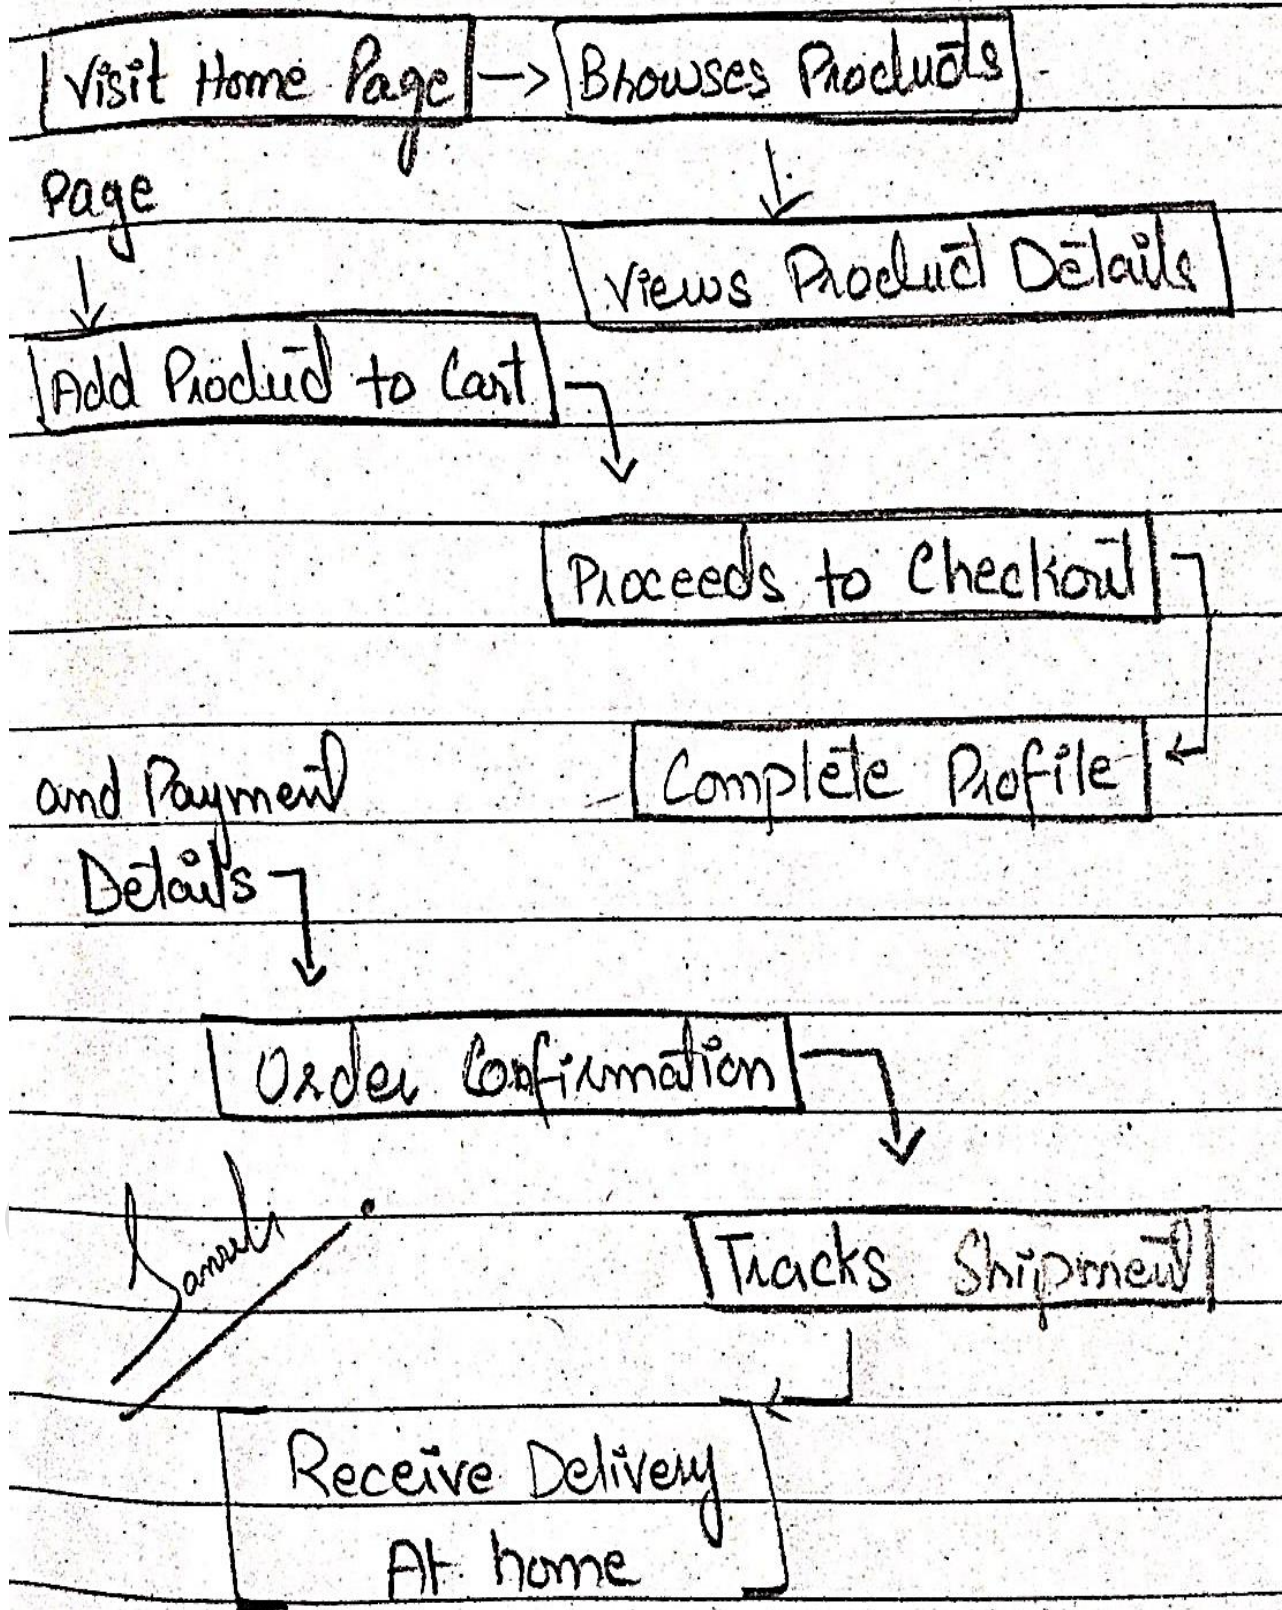 Visit Home Page → Browses Products
Views Product Details
Page
Add Product to Cart
Proceeds to Checkout
Complete Profile
and Payment
Details
Order Confirmation
Tracks Shipment
Receive Delivery
At home